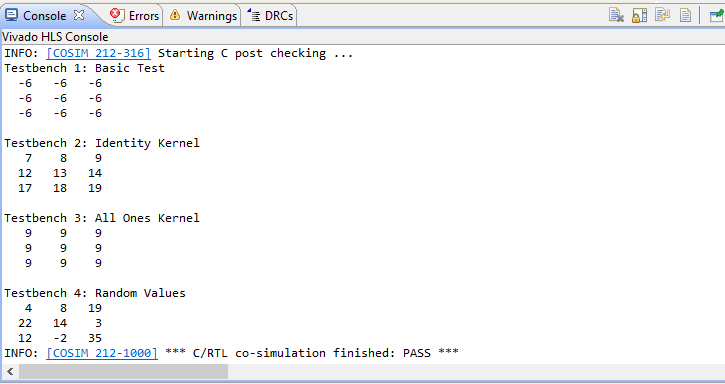 Console Errors Warnings DRCs
Vivado HLS Console
INFO: [COSIM 212-316] Starting C post checking ...
Testbench 1: Basic Test
-6 -6 -6
-6 -6 -6
-6 -6 -6
Testbench 2: Identity Kernel
7 8 9
12 13 14
17 18 19
Testbench 3: All Ones Kernel
9 9 9
9 9 9
9 9 9
Testbench 4: Random Values
4 8 19
22 14 3
12 -2 35
INFO: [COSIM 212-1000] *** C/RTL co-simulation finished: PASS ***